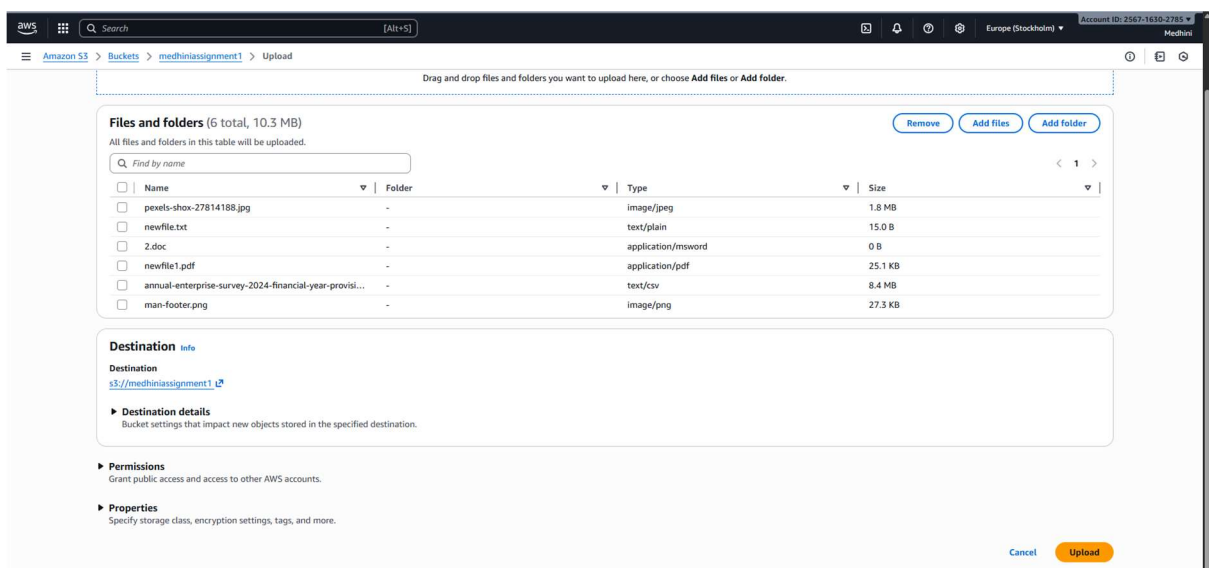 aws Search [Alt+S] Europe (Stockholm) ▼ Account ID: 2567-1630-2785 ▼
Medhini
Amazon S3 > Buckets > medhiniassignment1 > Upload
Drag and drop files and folders you want to upload here, or choose Add files or Add folder.
Files and folders (6 total, 10.3 MB) Remove Add files Add folder
All files and folders in this table will be uploaded.
Find by name < 1 >
Name Folder Type Size
pexels-shox-27814188.jpg - image/jpeg 1.8 MB
newfile.txt - text/plain 15.0 B
2.doc - application/msword 0 B
newfile1.pdf - application/pdf 25.1 KB
annual-enterprise-survey-2024-financial-year-provisi... - text/csv 8.4 MB
man-footer.png - image/png 27.3 KB
Destination Info
Destination
s3://medhiniassignment1
▶ Destination details
Bucket settings that impact new objects stored in the specified destination.
▶ Permissions
Grant public access and access to other AWS accounts.
▶ Properties
Specify storage class, encryption settings, tags, and more.
Cancel Upload